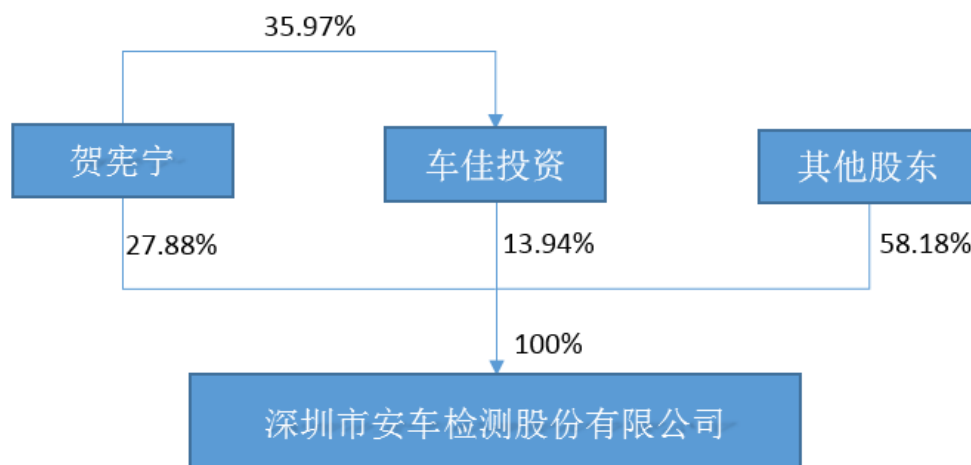 35.97%
贺宪宁
车佳投资
其他股东
27.88%
13.94%
58.18%
100%
深圳市安车检测股份有限公司